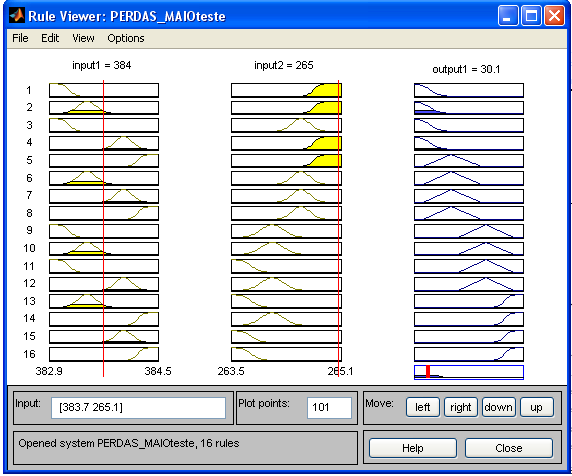 Rule Viewer: PERDAS_MAIOteste
File Edit View Options
input1 = 384 input2 = 265 output1 = 30.1
1
2
3
4
5
6
7
8
9
10
11
12
13
14
15
16
382.9 384.5 263.5 265.1
Input: [383.7 265.1] Plot points: 101 Move: left right down up
Opened system PERDAS_MAIOteste, 16 rules Help Close